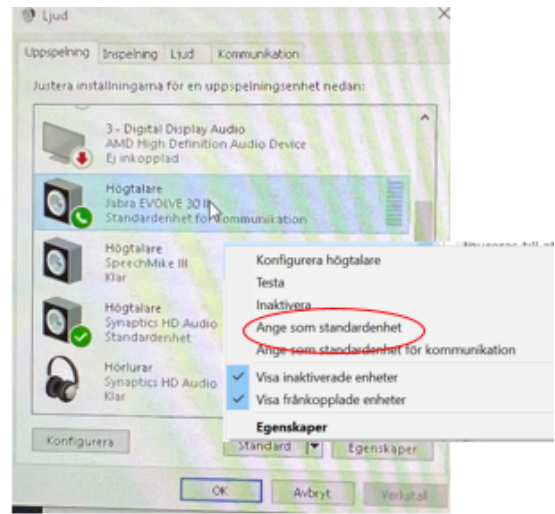 Ljud
Uppspelning Inspelning Ljud Kommunikation
Justera inställningarna för en uppspelningsenhet nedan:
3 - Digital Display Audio
AMD High Definition Audio Device
Ej inkopplad
Högtalare
Jabra EVOLVE 30 II
Standardenhet för kommunikation
Högtalare
SpeechMike III
Klar
Högtalare
Synaptics HD Audio
Standardenhet
Hörlurar
Synaptics HD Audio
Klar
Konfigurera högtalare
Testa
Inaktivera
Ange som standardenhet
Ange som standardenhet för kommunikation
Visa inaktiverade enheter
Visa frånkopplade enheter
Egenskaper
Konfigurera Standard Egenskaper
OK Avbryt Verkställ